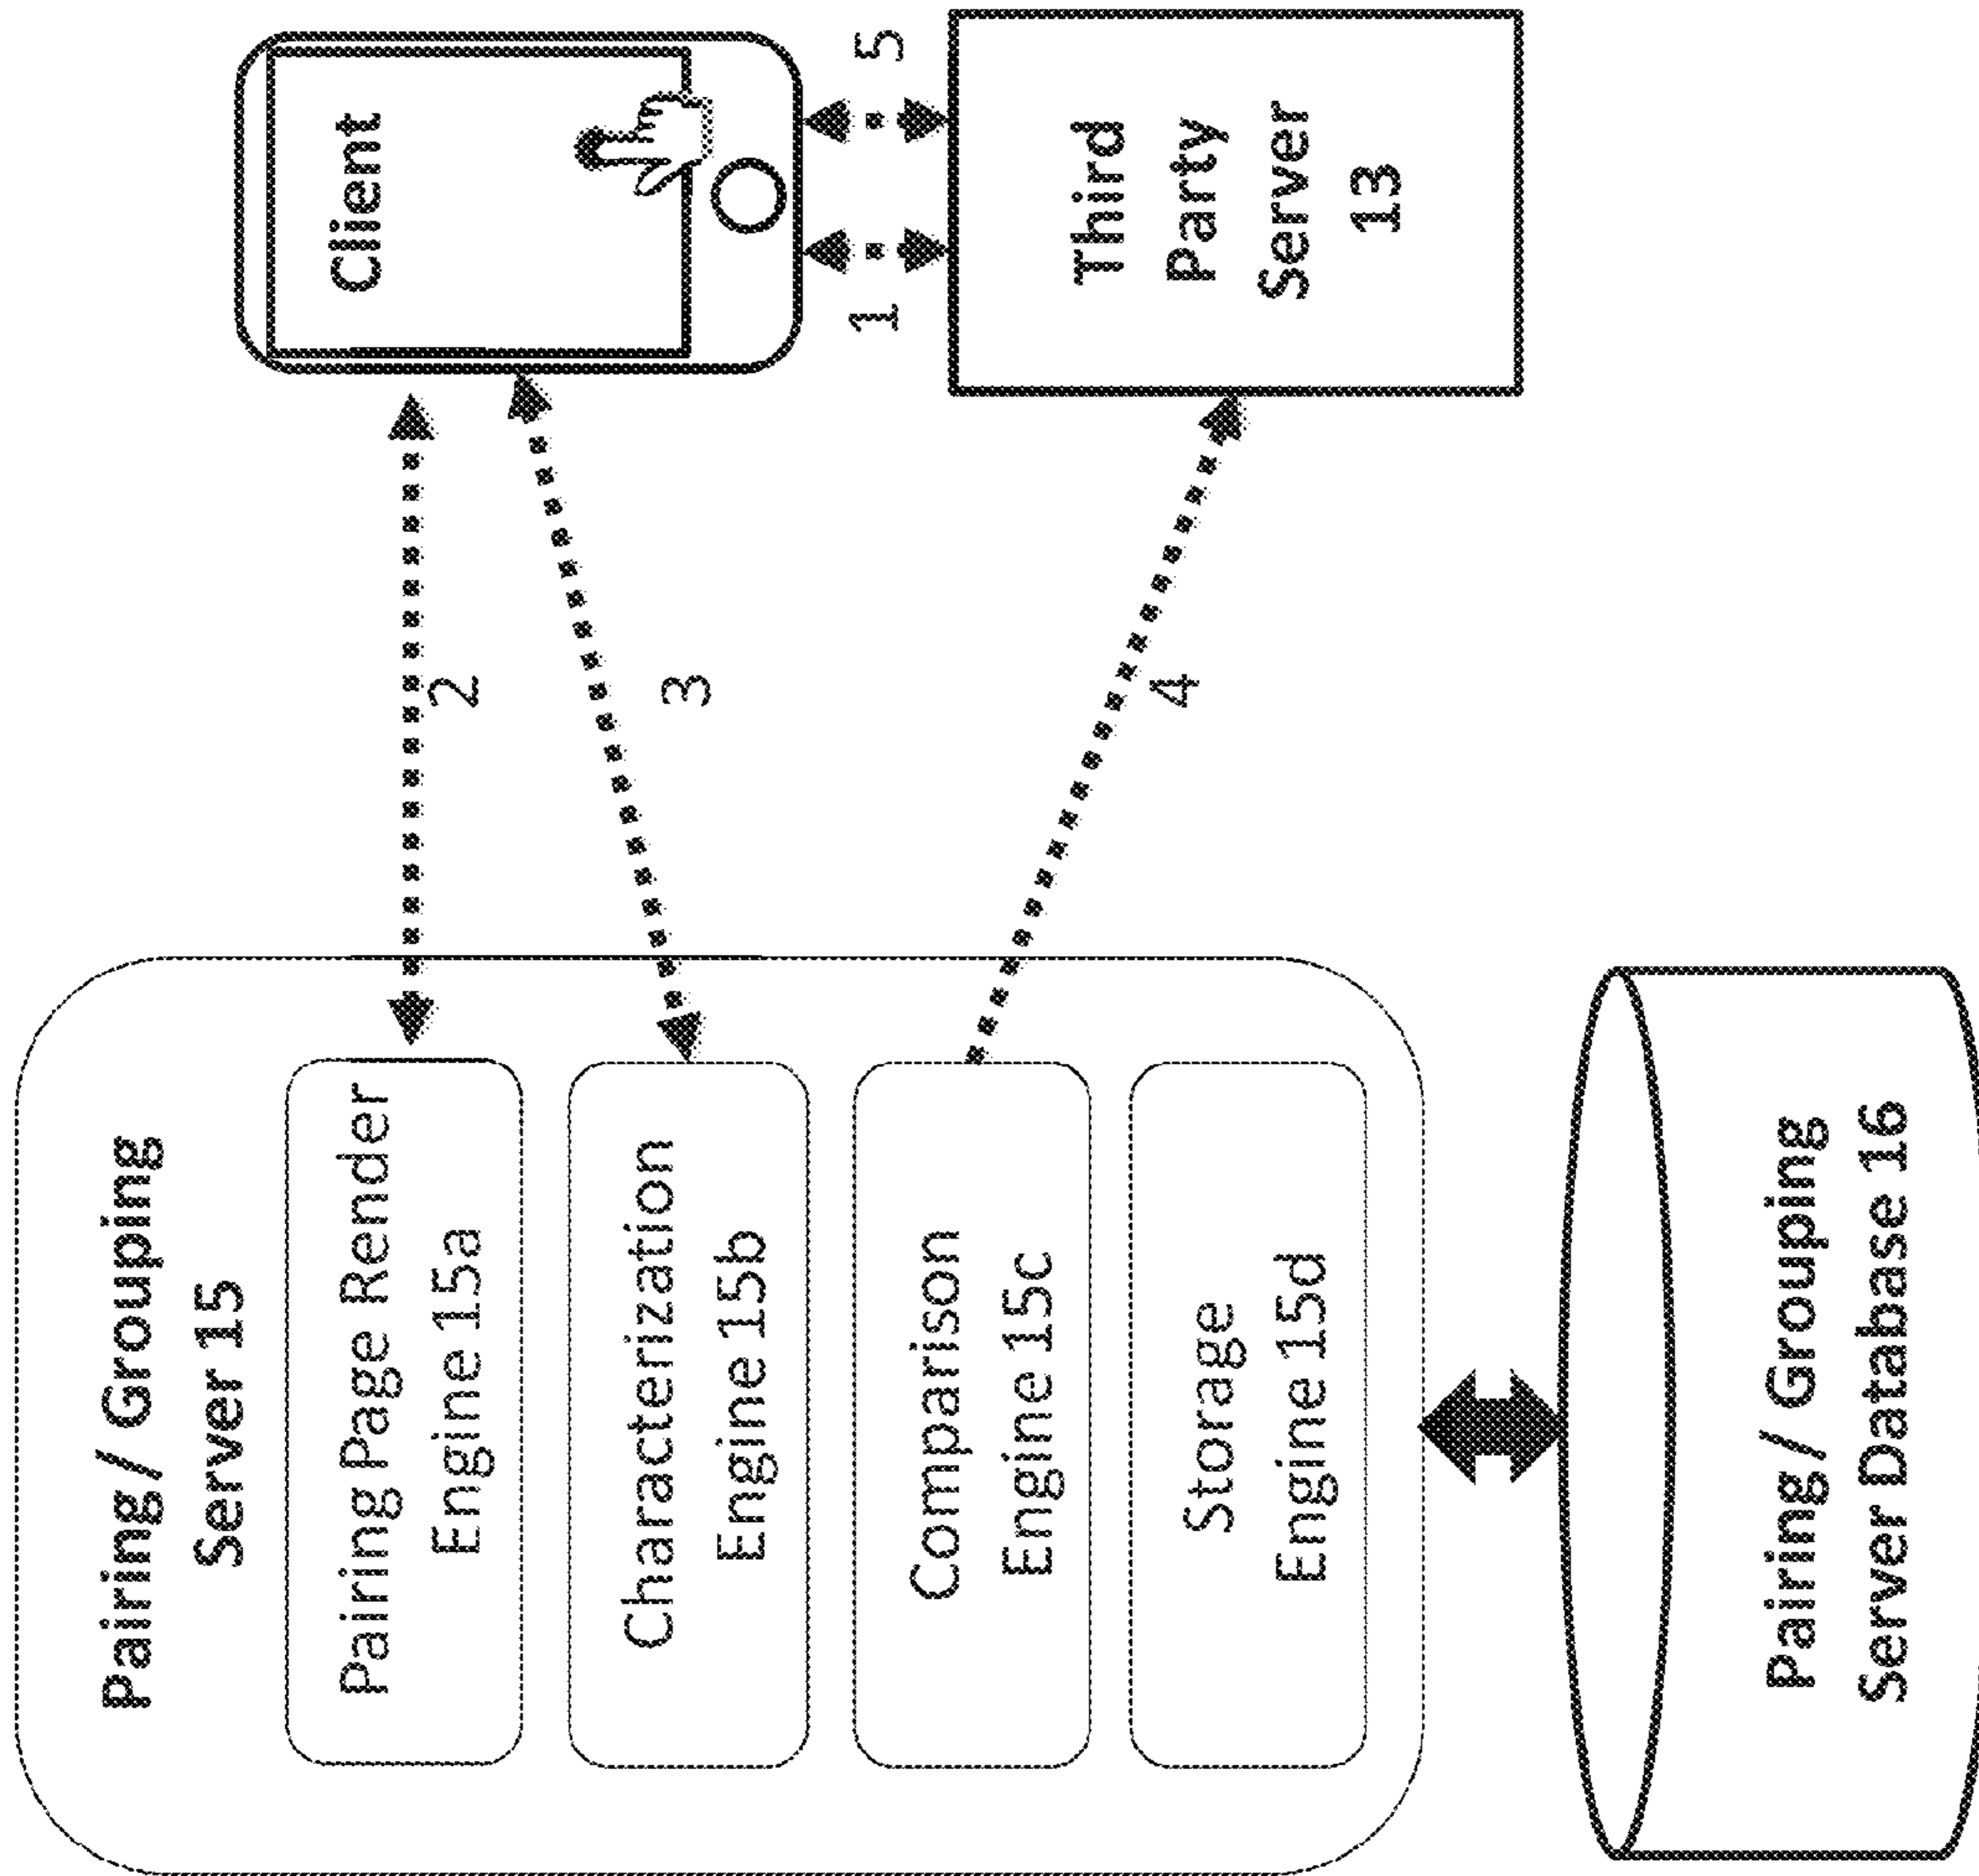 Pairing / Grouping
Server 15
Pairing Page Render
Engine 15a
Characterization
Engine 15b
Comparison
Engine 15c
Storage
Engine 15d
Pairing / Grouping
Server Database 16
2
3
4
Client
1
5
Third
Party
Server
13